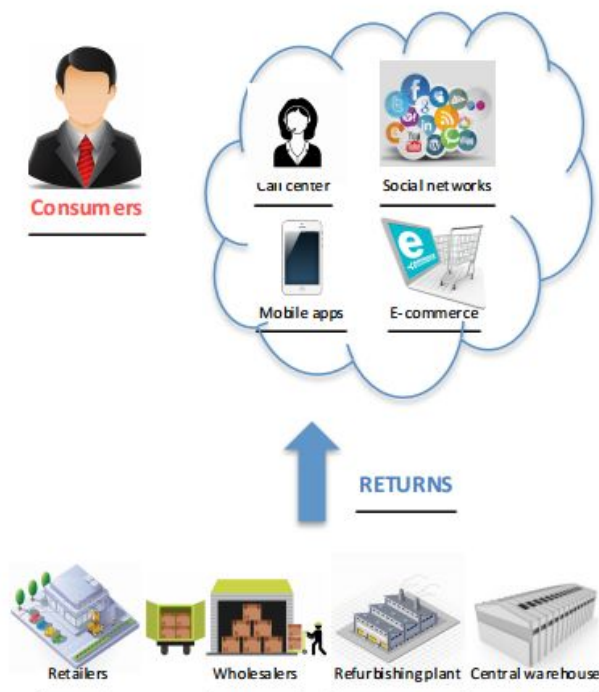 Consumers
Call center
Social networks
Mobile apps
E-commerce
RETURNS
Retailers
Wholesalers
Refurbishing plant
Central warehouse